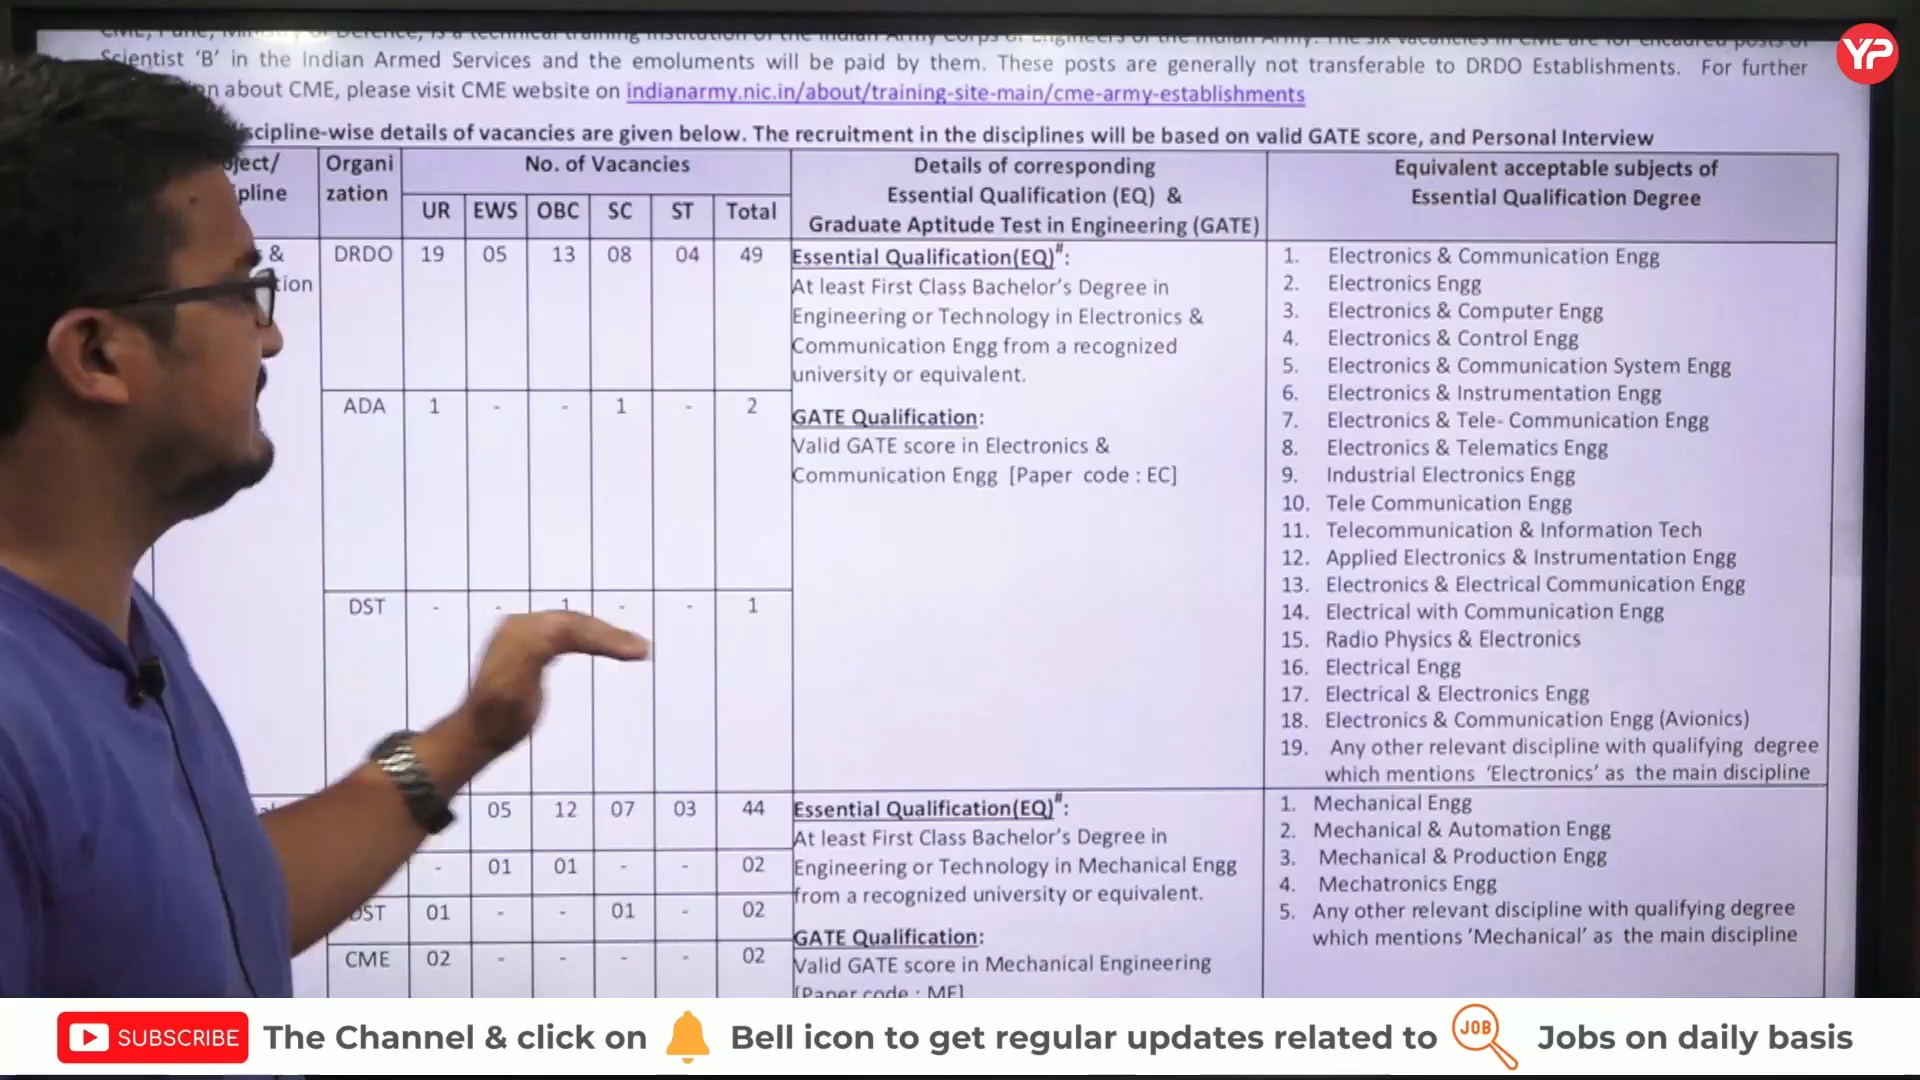 YP
Scientist ‘B’ in the Indian Armed Services and the emoluments will be paid by them. These posts are generally not transferable to DRDO Establishments. For further
about CME, please visit CME website on indianarmy.nic.in/about/training-site-main/cme-army-establishments
scipline-wise details of vacancies are given below. The recruitment in the disciplines will be based on valid GATE score, and Personal Interview
ject/
pline
Organi
zation
No. of Vacancies
UR EWS OBC SC ST Total
Details of corresponding
Essential Qualification (EQ) &
Graduate Aptitude Test in Engineering (GATE)
Equivalent acceptable subjects of
Essential Qualification Degree
&
tion
DRDO 19 05 13 08 04 49
ADA 1 - - 1 - 2
DST - - 1 - - 1
Essential Qualification(EQ)#:
At least First Class Bachelor’s Degree in
Engineering or Technology in Electronics &
Communication Engg from a recognized
university or equivalent.
GATE Qualification:
Valid GATE score in Electronics &
Communication Engg [Paper code : EC]
1. Electronics & Communication Engg
2. Electronics Engg
3. Electronics & Computer Engg
4. Electronics & Control Engg
5. Electronics & Communication System Engg
6. Electronics & Instrumentation Engg
7. Electronics & Tele- Communication Engg
8. Electronics & Telematics Engg
9. Industrial Electronics Engg
10. Tele Communication Engg
11. Telecommunication & Information Tech
12. Applied Electronics & Instrumentation Engg
13. Electronics & Electrical Communication Engg
14. Electrical with Communication Engg
15. Radio Physics & Electronics
16. Electrical Engg
17. Electrical & Electronics Engg
18. Electronics & Communication Engg (Avionics)
19. Any other relevant discipline with qualifying degree
which mentions ‘Electronics’ as the main discipline
05 12 07 03 44
- 01 01 - - 02
DST 01 - - 01 - 02
CME 02 - - - - 02
Essential Qualification(EQ)#:
At least First Class Bachelor’s Degree in
Engineering or Technology in Mechanical Engg
from a recognized university or equivalent.
GATE Qualification:
Valid GATE score in Mechanical Engineering
[Paper code : ME]
1. Mechanical Engg
2. Mechanical & Automation Engg
3. Mechanical & Production Engg
4. Mechatronics Engg
5. Any other relevant discipline with qualifying degree
which mentions ‘Mechanical’ as the main discipline
SUBSCRIBE The Channel & click on Bell icon to get regular updates related to JOB Jobs on daily basis